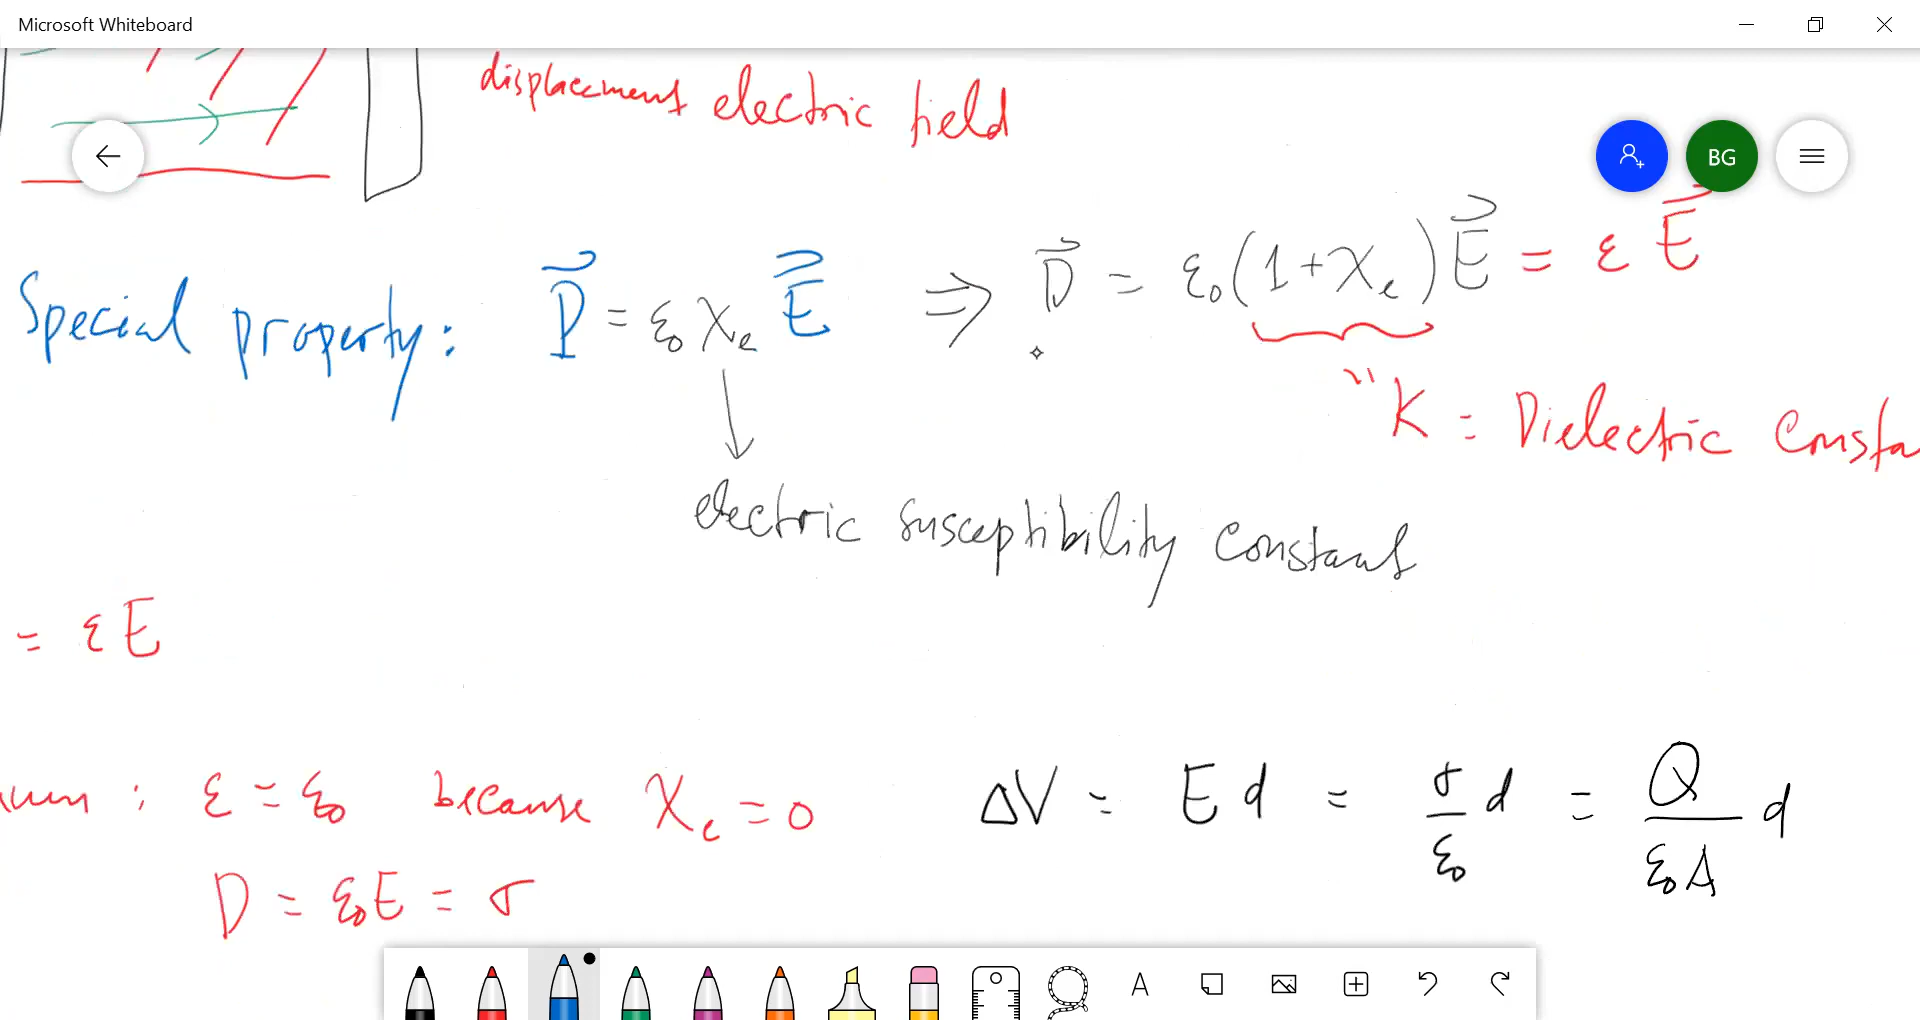 Microsoft Whiteboard
displacement electric field
BG
Special property: P⃗ = ε₀ χₑ E⃗ ⇒ D⃗ = ε₀(1+χₑ)E⃗ = ε E⃗
"K = Dielectric Consta
electric susceptibility constant
= εE
: ε = ε₀ because χₑ = 0
ΔV = E d = σ/ε₀ d = Q/ε₀A d
D = ε₀E = σ
A